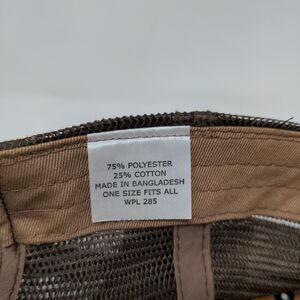 75% POLYESTER
25% COTTON
MADE IN BANGLADESH
ONE SIZE FITS ALL
WPL 285